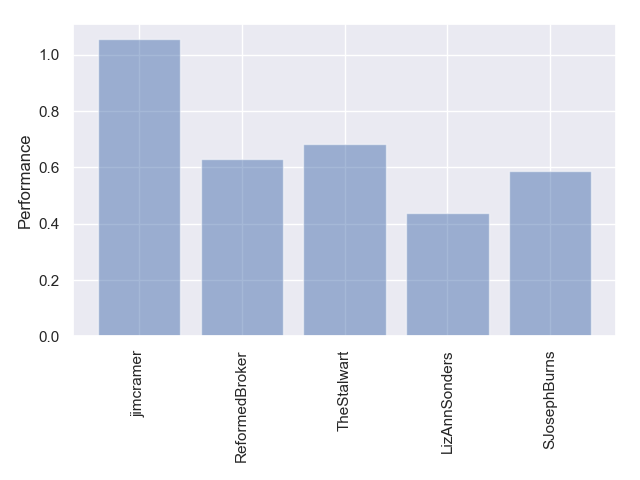 1.0
0.8
0.6
0.4
0.2
0.0
Performance
jimcramer
ReformedBroker
TheStalwart
LizAnnSonders
SJosephBurns